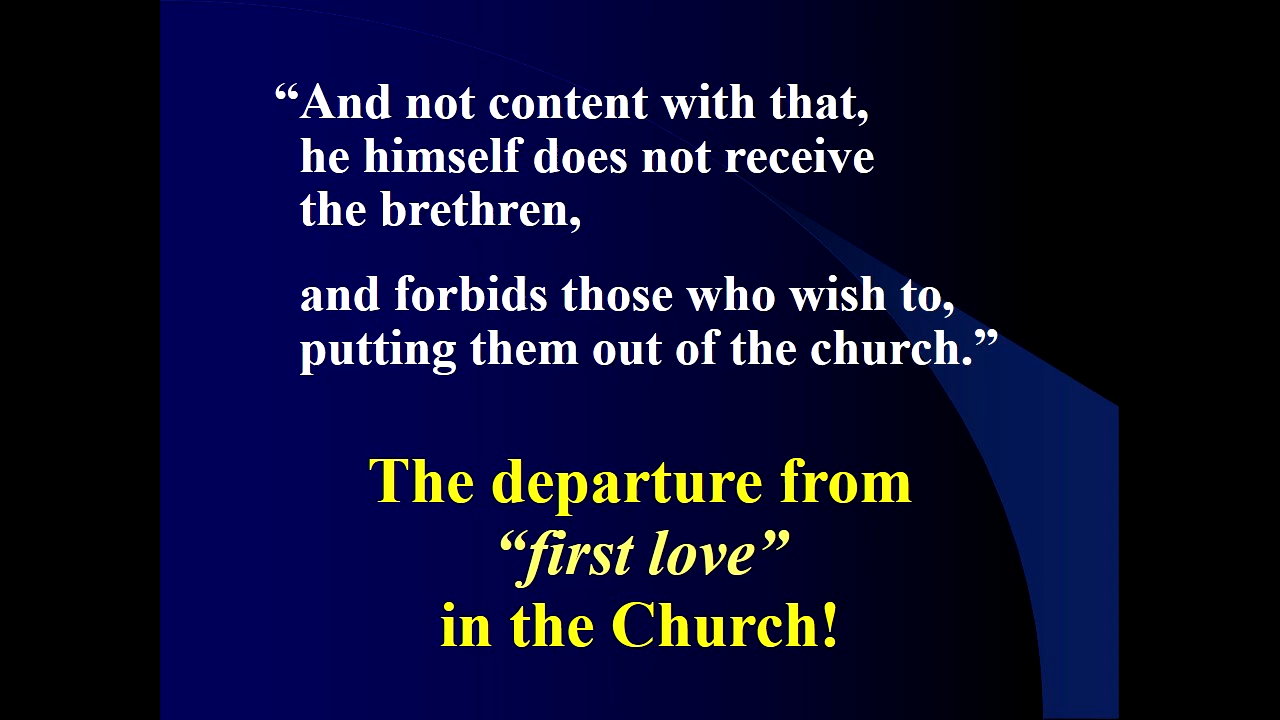 “And not content with that,
he himself does not receive
the brethren,
and forbids those who wish to,
putting them out of the church.”
The departure from
“first love”
in the Church!